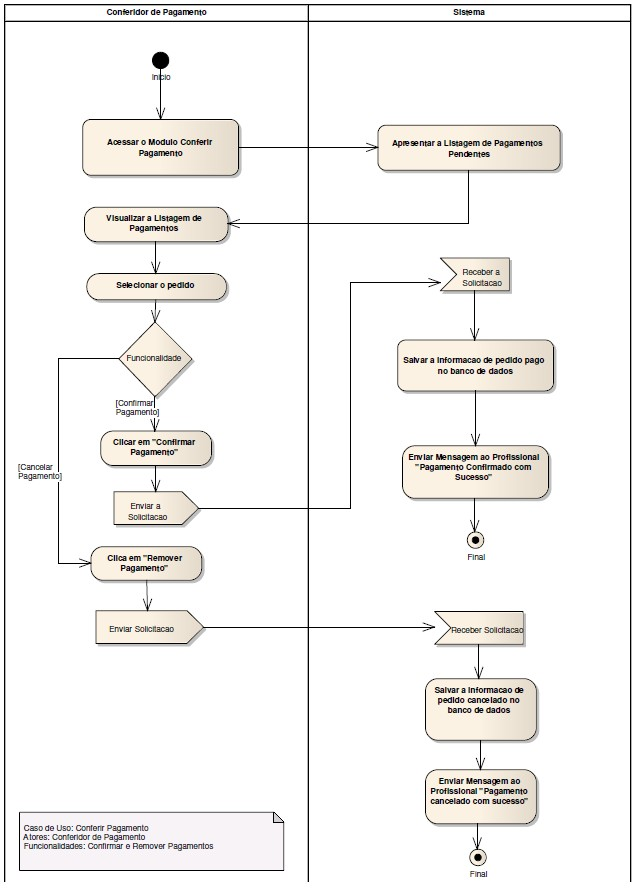 Conferidor de Pagamento
Sistema
Inicio
Acessar o Modulo Conferir
Pagamento
Apresentar a Listagem de Pagamentos
Pendentes
Visualizar a Listagem de
Pagamentos
Selecionar o pedido
Receber a
Solicitacao
Funcionalidade
Salvar a Informacao de pedido pago
no banco de dados
[Confirmar
Pagamento]
Clicar em "Confirmar
Pagamento"
[Cancelar
Pagamento]
Enviar Mensagem ao Profissional
"Pagamento Confirmado com
Sucesso"
Enviar a
Solicitacao
Final
Clica em "Remover
Pagamento"
Enviar Solicitacao
Receber Solicitacao
Salvar a Informacao de
pedido cancelado no
banco de dados
Enviar Mensagem ao
Profissional "Pagamento
cancelado com sucesso"
Caso de Uso: Conferir Pagamento
Atores: Conferidor de Pagamento
Funcionalidades: Confirmar e Remover Pagamentos
Final